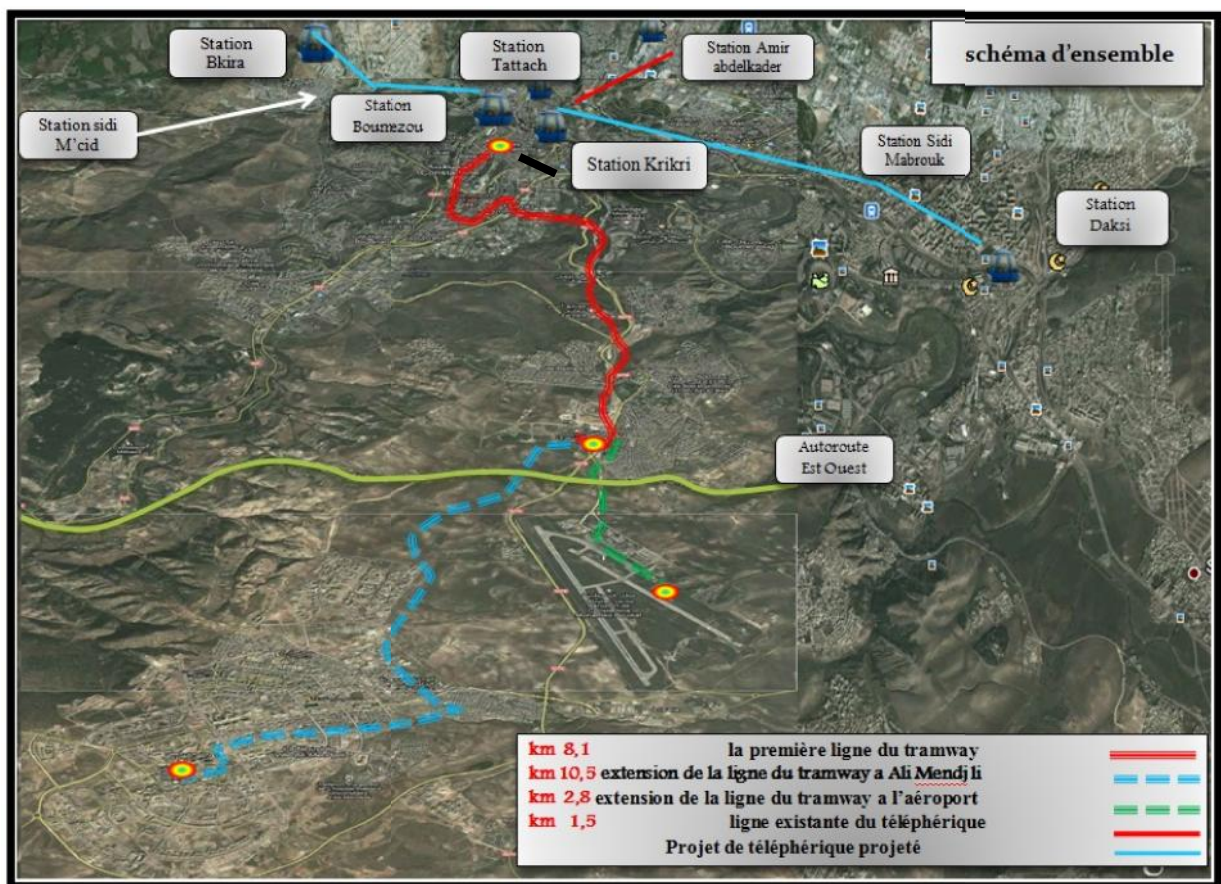 schéma d'ensemble
Station
Bkira
Station
Tattach
Station Amir
abdelkader
Station sidi
M'cid
Station
Boumezou
Station Krikri
Station Sidi
Mabrouk
Station
Daksi
Autoroute
Est Ouest
km 8,1 la première ligne du tramway
km 10,5 extension de la ligne du tramway a Ali Mendjli
km 2,8 extension de la ligne du tramway a l'aéroport
km 1,5 ligne existante du téléphérique
Projet de téléphérique projeté